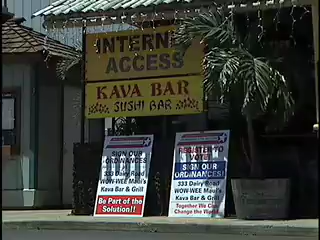 INTERNET
ACCESS
KAVA BAR
SUSHI BAR
SIGN OUR
ORDINANCES
333 Dairy Road
WOW-WEE Maui's
Kava Bar & Grill
Be Part of the
Solution!!
REGISTER TO
VOTE
SIGN OUR
ORDINANCES!
333 Dairy Road
WOW-WEE Maui's
Kava Bar & Grill
Together We Can
Change the World